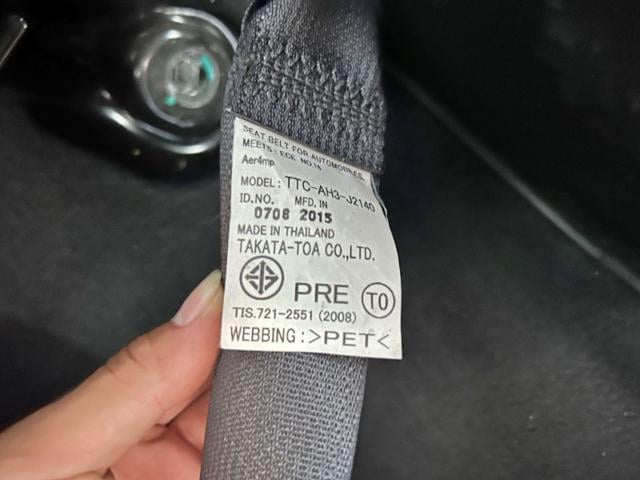 SEAT BELT FOR AUTOMOBILES.
MEETS: ECE NO.16
Aer4mp
MODEL: TTC-AH3-J2140
ID.NO. MFD.IN
0708 2015
MADE IN THAILAND
TAKATA-TOA CO.,LTD.
PRE TO
TIS.721-2551 (2008)
WEBBING: >PET<